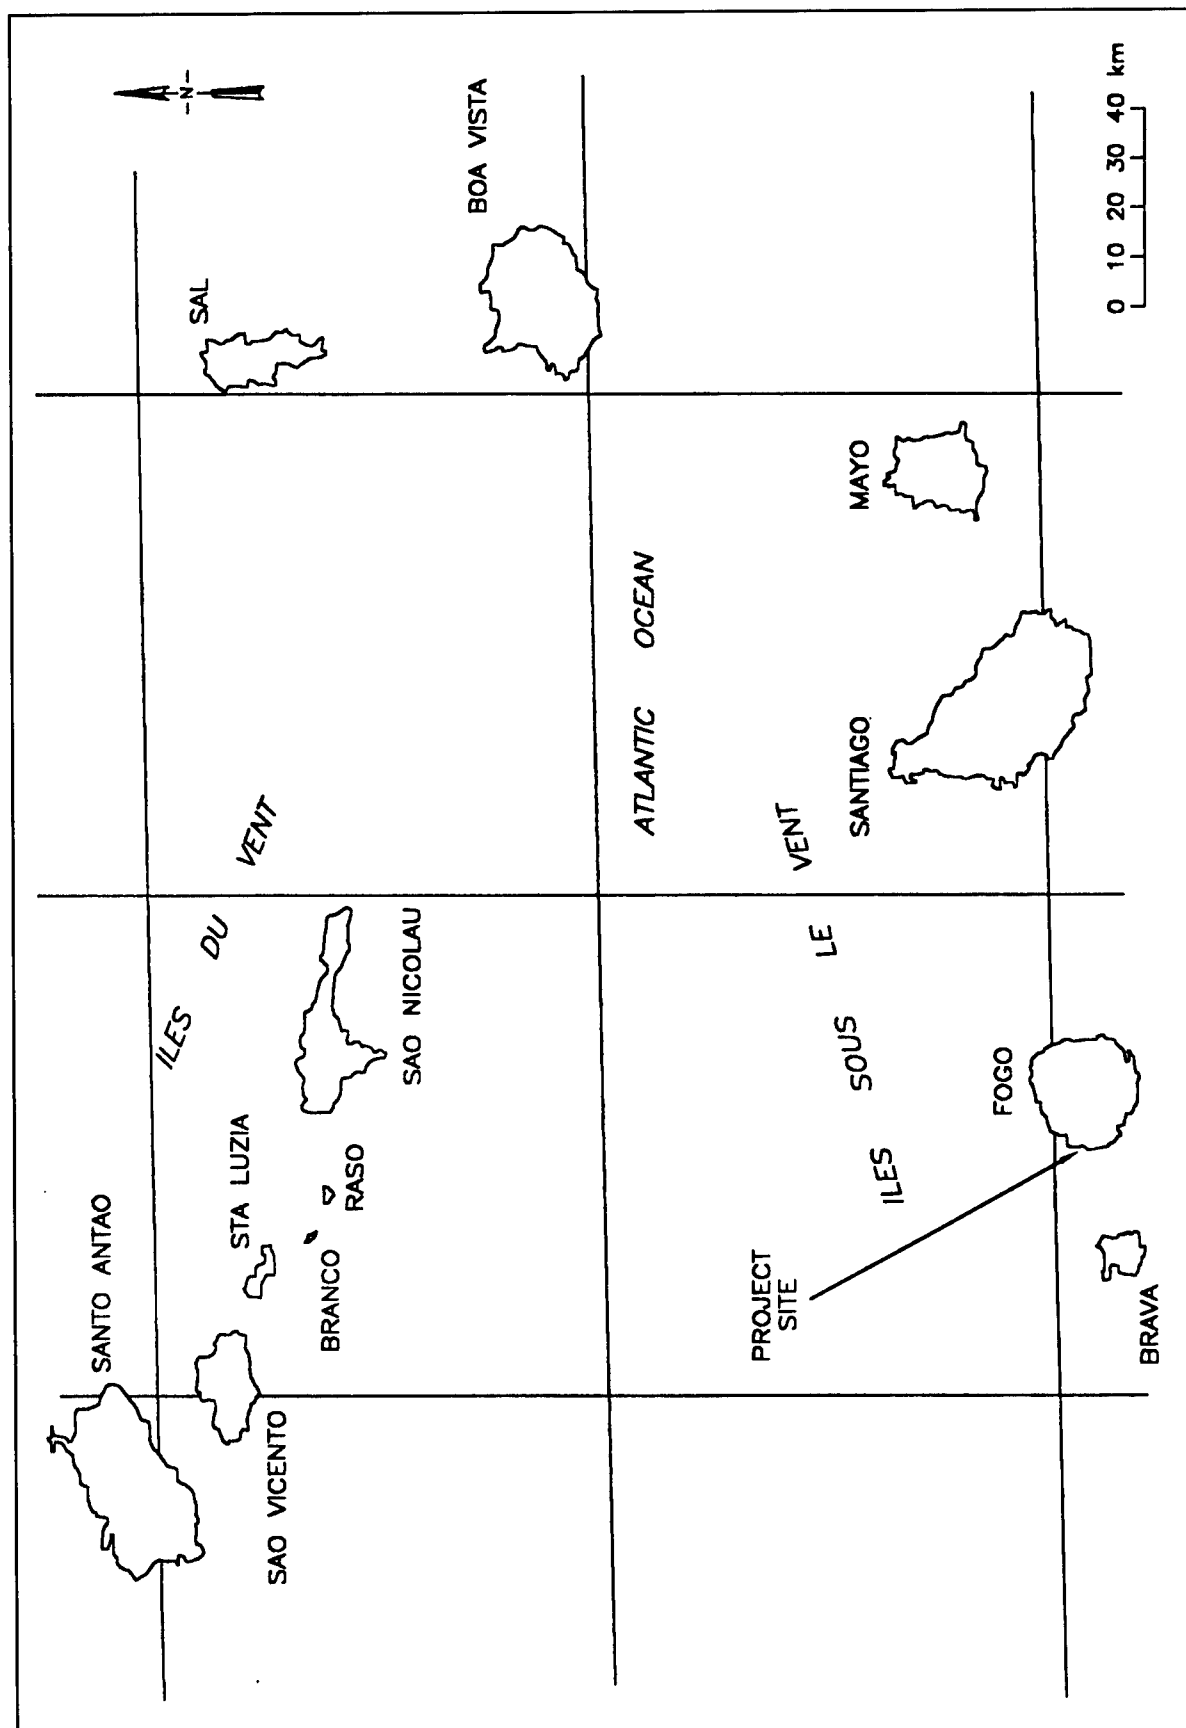 SANTO ANTAO
ILES DU VENT
-N-
SAL
STA LUZIA
SAO VICENTO
BRANCO
RASO
SAO NICOLAU
BOA VISTA
ATLANTIC OCEAN
ILES SOUS LE VENT
PROJECT
SITE
SANTIAGO
MAYO
FOGO
BRAVA
0 10 20 30 40 km